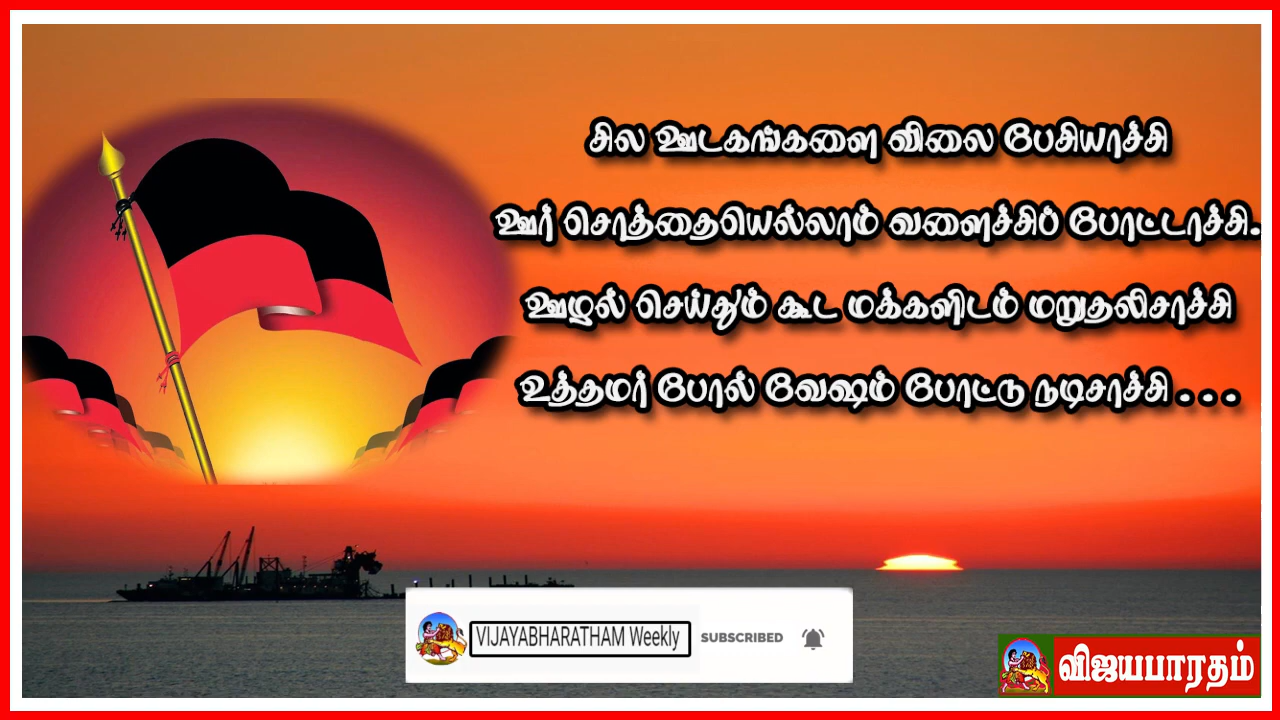 சில ஊடகங்களை விலை பேசியாச்சி
ஊர் சொத்தையெல்லாம் வளைச்சிப் போட்டாச்சி.
ஊழல் செய்தும் கூட மக்களிடம் மறுதலிசாச்சி
உத்தமர் போல் வேஷம் போட்டு நடிசாச்சி . . .
VIJAYABHARATHAM Weekly SUBSCRIBED
விஜயபாரதம்